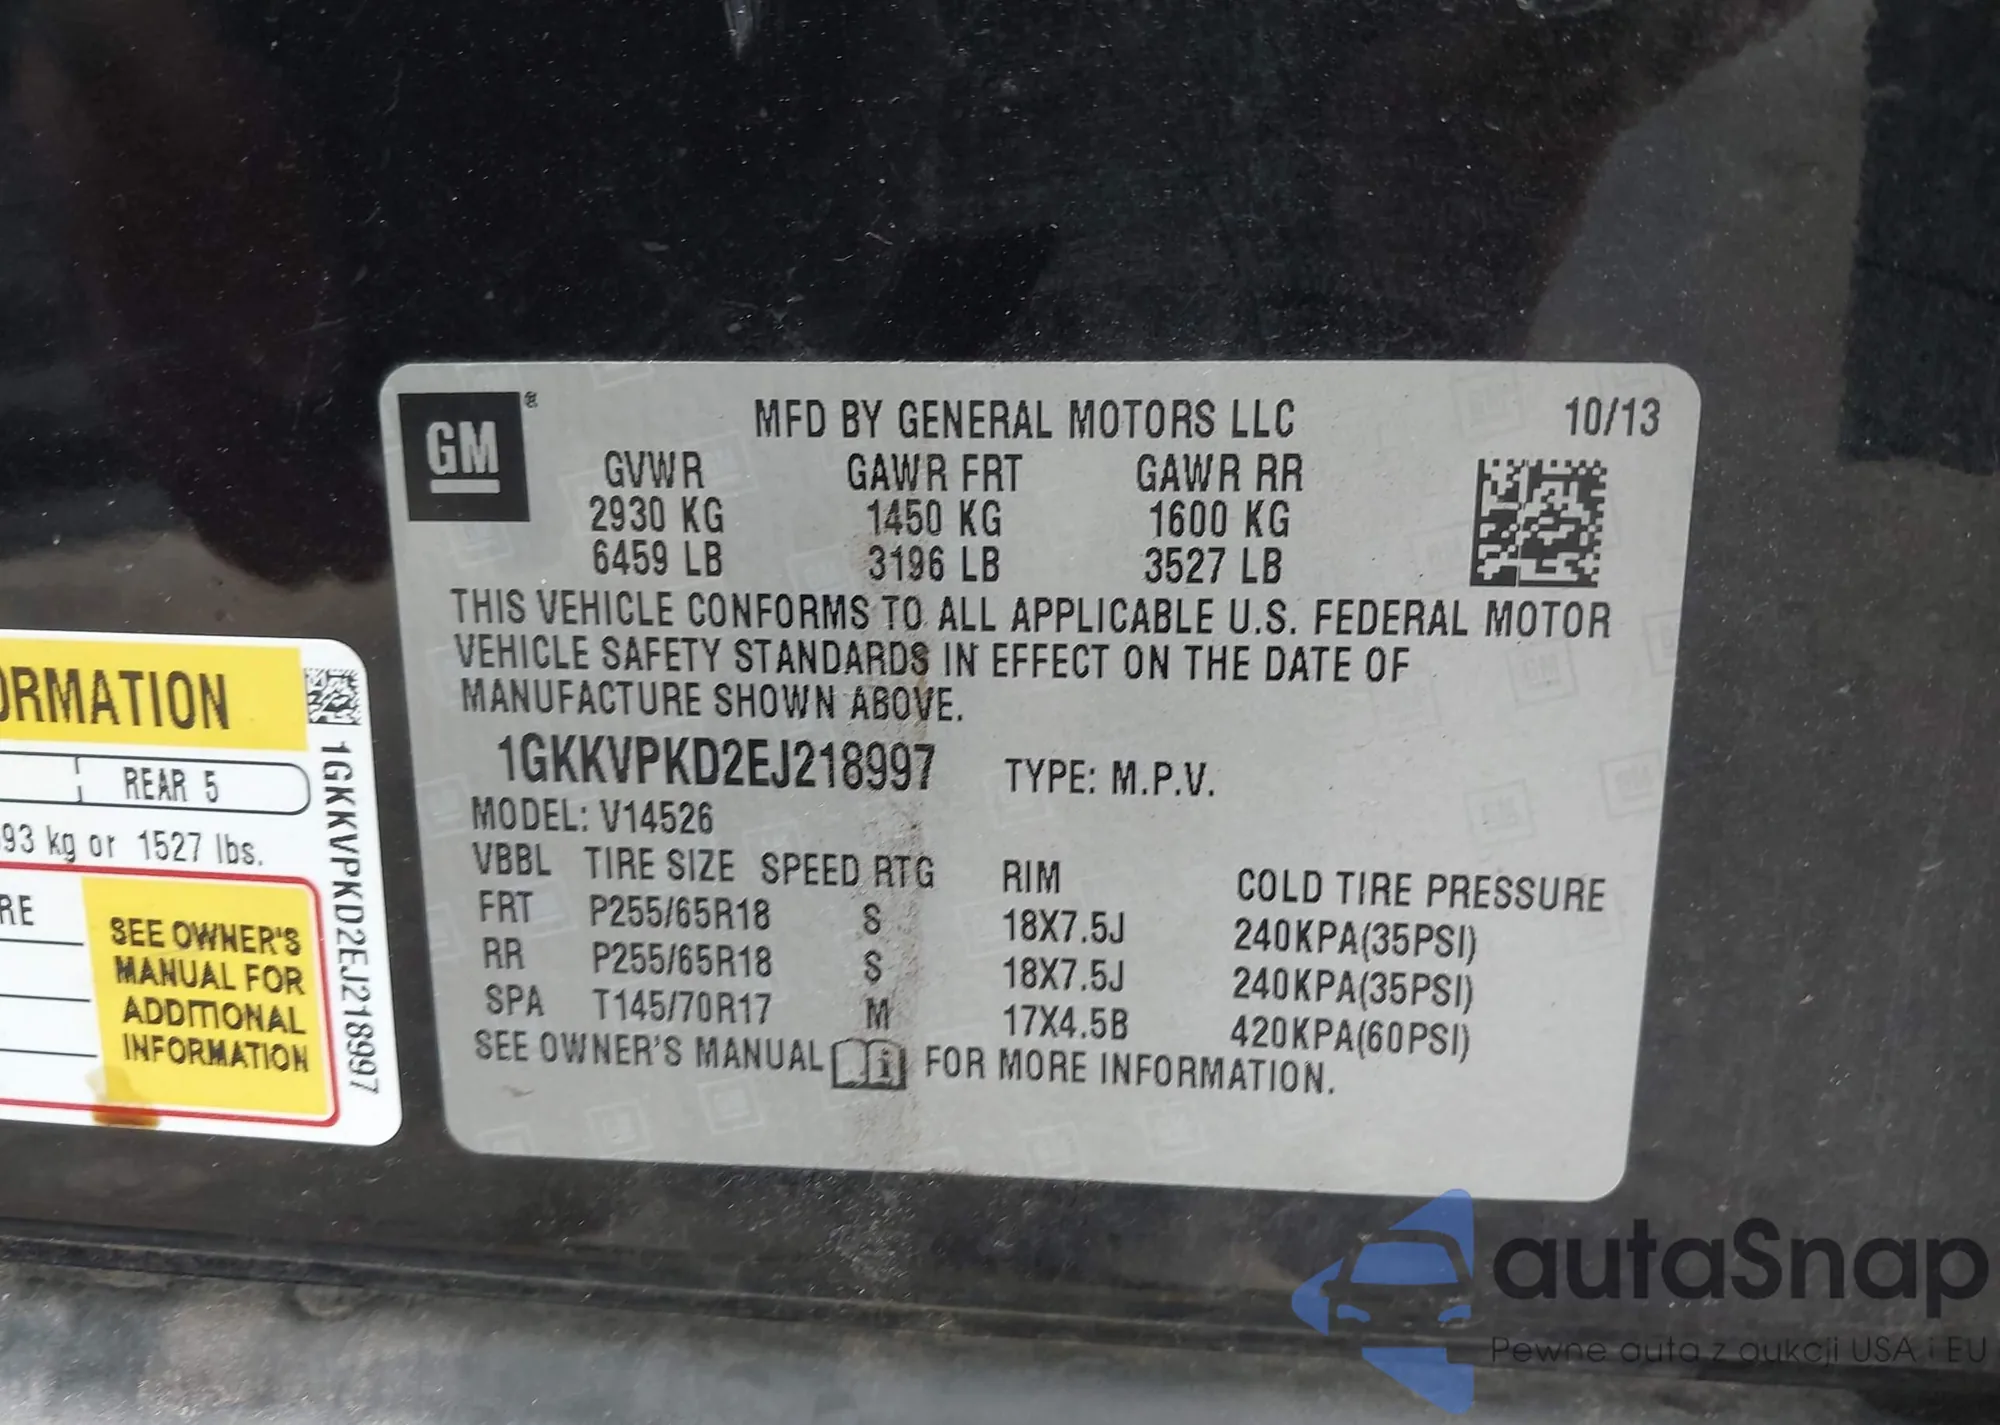 GM®
MFD BY GENERAL MOTORS LLC 10/13
GVWR GAWR FRT GAWR RR
2930 KG 1450 KG 1600 KG
6459 LB 3196 LB 3527 LB
THIS VEHICLE CONFORMS TO ALL APPLICABLE U.S. FEDERAL MOTOR
VEHICLE SAFETY STANDARDS IN EFFECT ON THE DATE OF
MANUFACTURE SHOWN ABOVE.
1GKKVPKD2EJ218997 TYPE: M.P.V.
MODEL: V14526
VBBL TIRE SIZE SPEED RTG RIM COLD TIRE PRESSURE
FRT P255/65R18 S 18X7.5J 240KPA(35PSI)
RR P255/65R18 S 18X7.5J 240KPA(35PSI)
SPA T145/70R17 M 17X4.5B 420KPA(60PSI)
SEE OWNER'S MANUAL FOR MORE INFORMATION.
REAR 5
kg or 1527 lbs.
SEE OWNER'S
MANUAL FOR
ADDITIONAL
INFORMATION
1GKKVPKD2EJ218997
autaSnap
Pewne auta z aukcji USA i EU